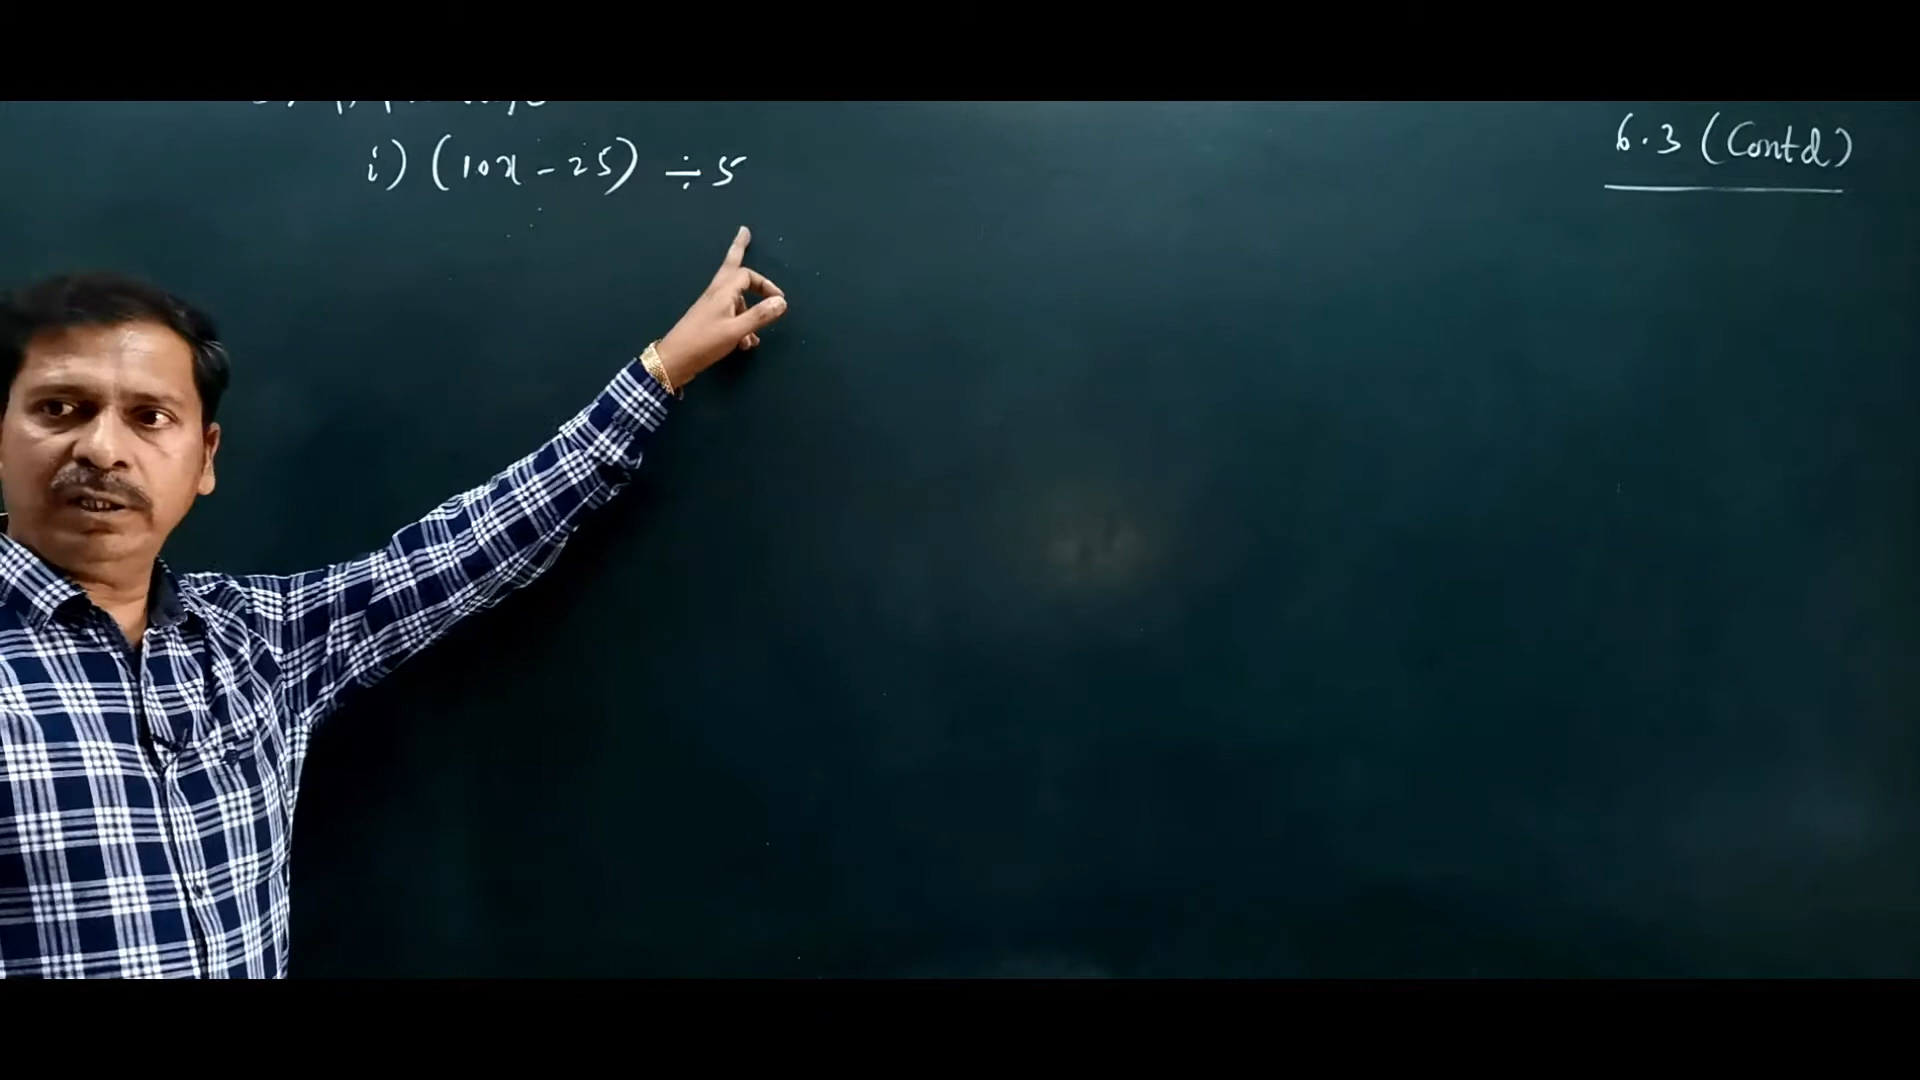 i) (10x - 25) ÷ 5
6.3 (Contd)